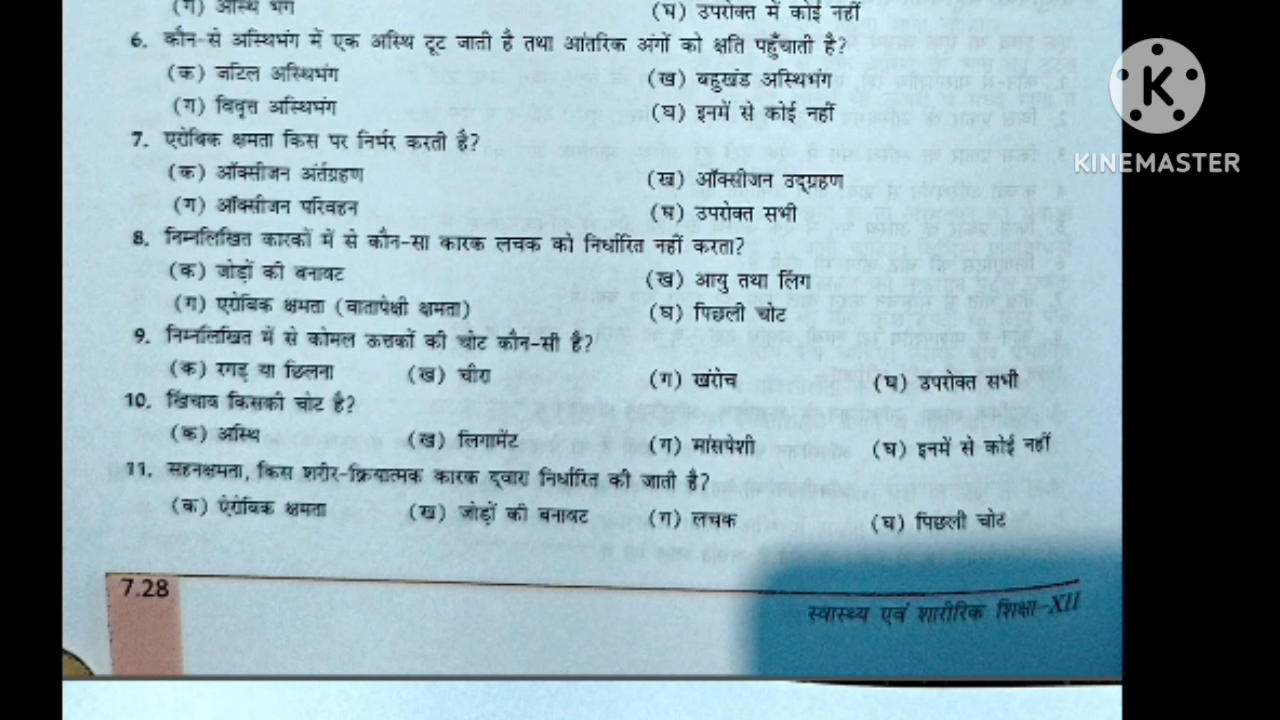 (ग) अस्थि भंग (घ) उपरोक्त में कोई नहीं
6. कौन-से अस्थिभंग में एक अस्थि टूट जाती है तथा आंतरिक अंगों को क्षति पहुँचाती है?
(क) जटिल अस्थिभंग (ख) बहुखंड अस्थिभंग
(ग) विवृत्त अस्थिभंग (घ) इनमें से कोई नहीं
7. एरोबिक क्षमता किस पर निर्भर करती है?
(क) ऑक्सीजन अंर्तग्रहण (ख) ऑक्सीजन उद्ग्रहण
(ग) ऑक्सीजन परिवहन (घ) उपरोक्त सभी
8. निम्नलिखित कारकों में से कौन-सा कारक लचक को निर्धारित नहीं करता?
(क) जोड़ों की बनावट (ख) आयु तथा लिंग
(ग) एरोबिक क्षमता (वातापेक्षी क्षमता) (घ) पिछली चोट
9. निम्नलिखित में से कोमल ऊत्तकों की चोट कौन-सी है?
(क) रगड़ या छिलना (ख) चीरा (ग) खंरोच (घ) उपरोक्त सभी
10. खिंचाव किसकी चोट है?
(क) अस्थि (ख) लिगामेंट (ग) मांसपेशी (घ) इनमें से कोई नहीं
11. सहनक्षमता, किस शरीर-क्रियात्मक कारक द्वारा निर्धारित की जाती है?
(क) ऐरोबिक क्षमता (ख) जोड़ों की बनावट (ग) लचक (घ) पिछली चोट
7.28
स्वास्थ्य एवं शारीरिक शिक्षा-XII
K
KINEMASTER